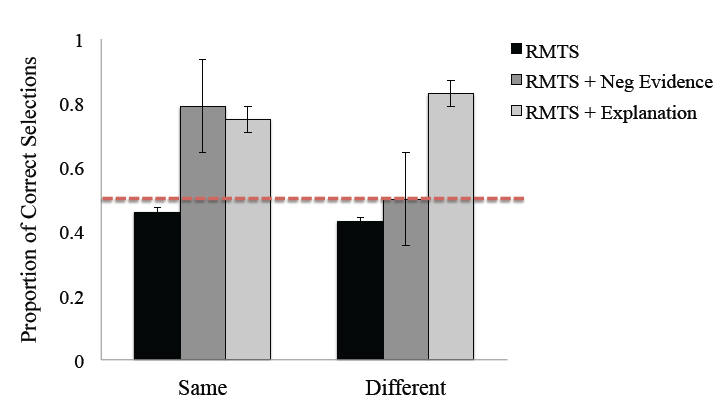 Proportion of Correct Selections
1
0.8
0.6
0.4
0.2
0
Same
Different
RMTS
RMTS + Neg Evidence
RMTS + Explanation